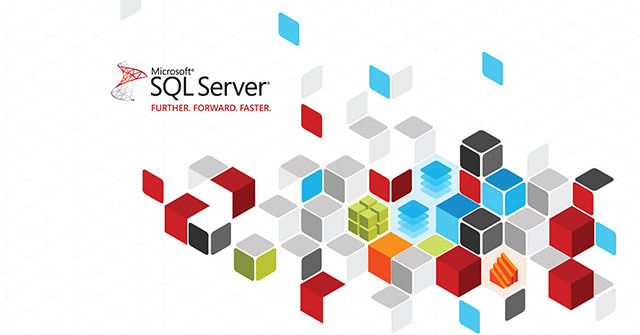 Microsoft®
SQL Server®
FURTHER. FORWARD. FASTER.